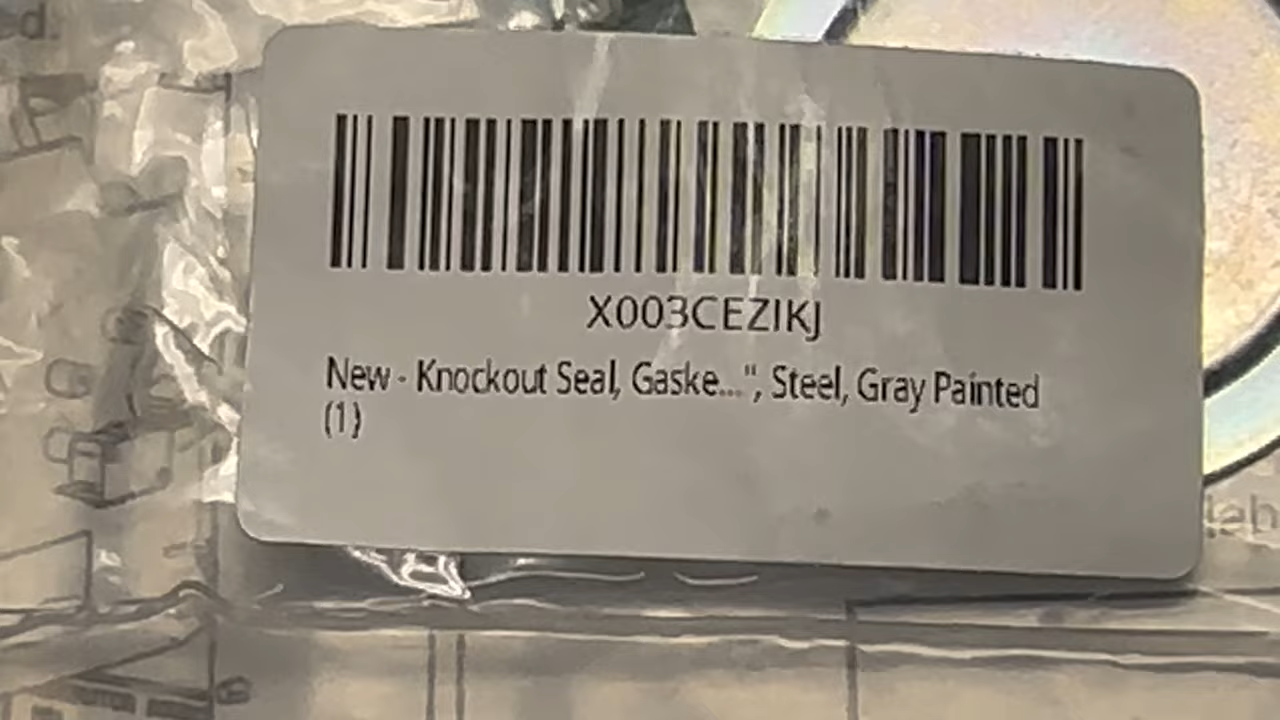 d.
X003CEZIKJ
New - Knockout Seal, Gaske...", Steel, Gray Painted
(1)